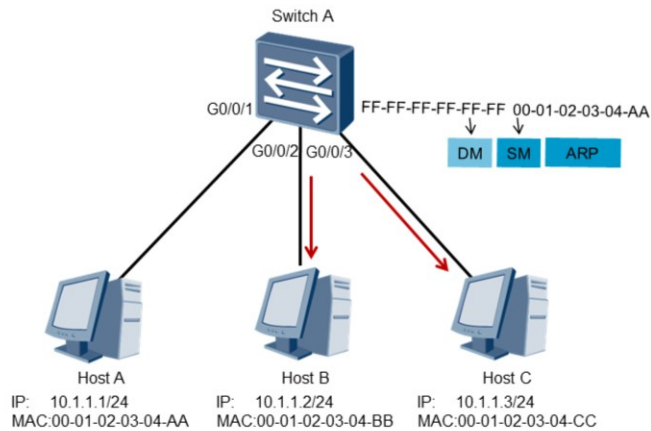 Switch A
G0/0/1
FF-FF-FF-FF-FF-FF 00-01-02-03-04-AA
G0/0/2 G0/0/3
DM SM ARP
Host A
Host B
Host C
IP: 10.1.1.1/24
MAC:00-01-02-03-04-AA
IP: 10.1.1.2/24
MAC:00-01-02-03-04-BB
IP: 10.1.1.3/24
MAC:00-01-02-03-04-CC